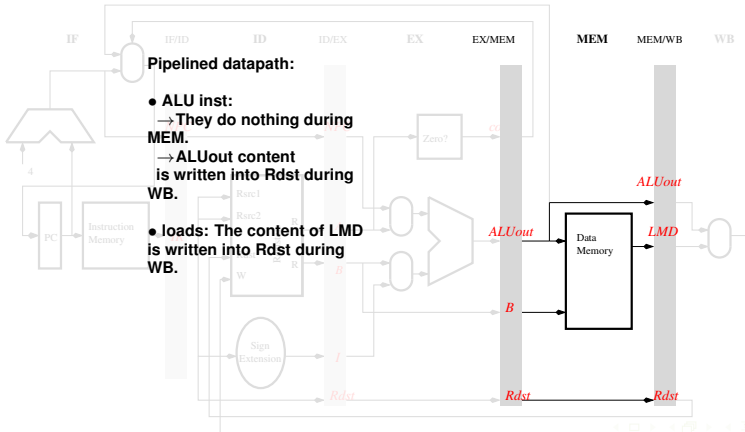 IF
IF/ID
ID
ID/EX
EX
EX/MEM
MEM
MEM/WB
WB
Pipelined datapath:
• ALU inst:
→They do nothing during
MEM.
→ALUout content
is written into Rdst during
WB.
• loads: The content of LMD
is written into Rdst during
WB.
Zero?
4
PC
Instruction
Memory
Rsrc1
Rsrc2
R
R
W
Sign
Extension
B
I
Rdst
ALUout
B
Rdst
Data
Memory
ALUout
LMD
Rdst